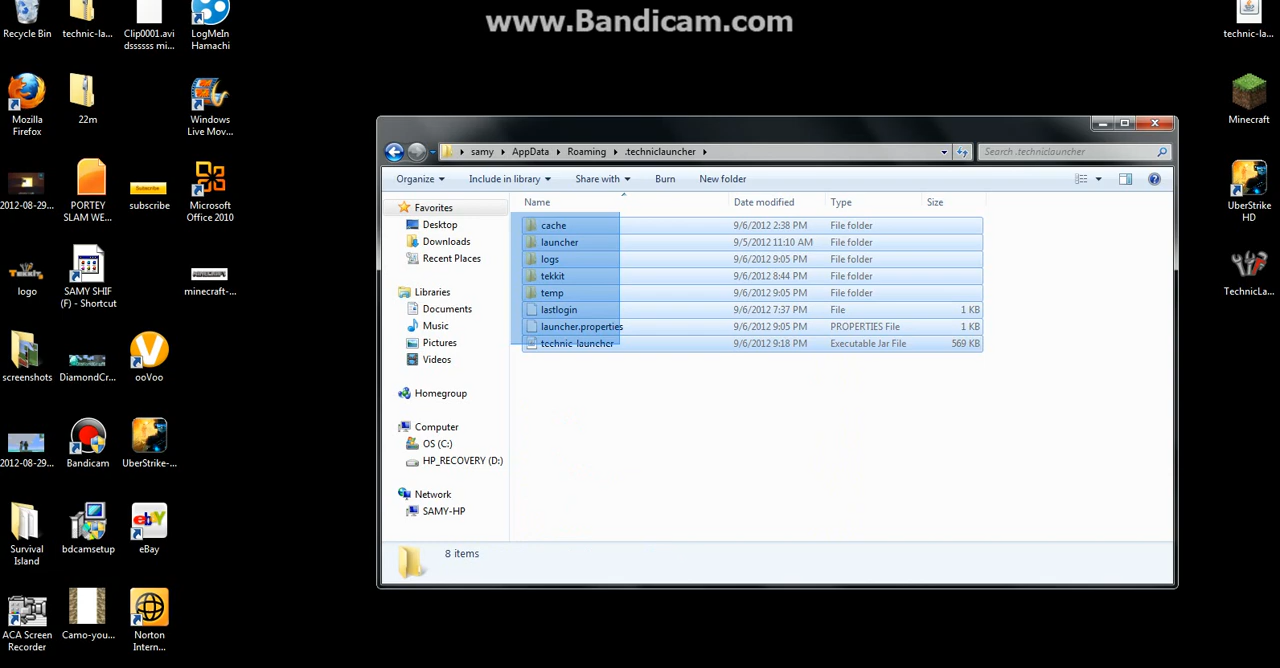 www.Bandicam.com
Recycle Bin
technic-la...
Clip0001.avi
dssssss mi...
LogMeIn
Hamachi
technic-la...
Mozilla
Firefox
22m
Windows
Live Mov...
Minecraft
samy AppData Roaming .techniclauncher
Search .techniclauncher
Organize Include in library Share with Burn New folder
Name Date modified Type Size
Favorites
Desktop
Downloads
Recent Places
Libraries
Documents
Music
Pictures
Videos
Homegroup
Computer
OS (C:)
HP_RECOVERY (D:)
Network
SAMY-HP
cache 9/6/2012 2:38 PM File folder
launcher 9/5/2012 11:10 AM File folder
logs 9/6/2012 9:05 PM File folder
tekkit 9/6/2012 8:44 PM File folder
temp 9/6/2012 9:05 PM File folder
lastlogin 9/6/2012 7:37 PM File 1 KB
launcher.properties 9/6/2012 9:05 PM PROPERTIES File 1 KB
technic-launcher 9/6/2012 9:18 PM Executable Jar File 569 KB
8 items
2012-08-29...
PORTEY
SLAM WE...
Subscribe
subscribe
Microsoft
Office 2010
UberStrike
HD
TEKKIT
logo
SAMY SHIF
(F) - Shortcut
MINECRAFT
minecraft-...
TechnicLa...
screenshots
DiamondCr...
ooVoo
2012-08-29...
Bandicam
UberStrike-...
Survival
Island
bdcamsetup
eBay
ACA Screen
Recorder
Camo-you...
Norton
Intern...